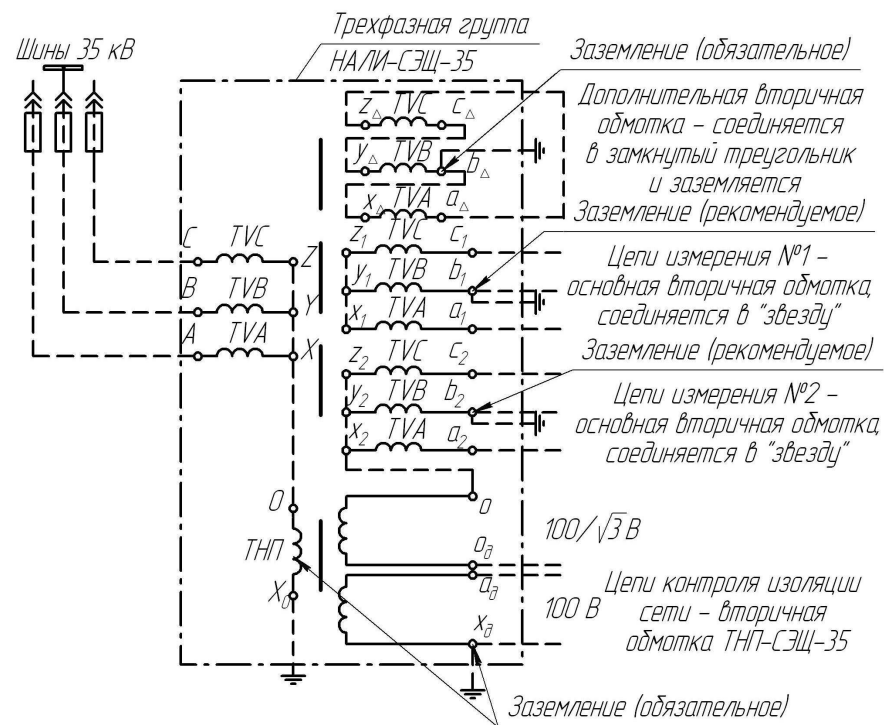 Трехфазная группа
НАЛИ-СЭЩ-35
Шины 35 кВ
Заземление (обязательное)
z△ TVC c△
Дополнительная вторичная
обмотка - соединяется
в замкнутый треугольник
и заземляется
y△ TVB b△
x△ TVA a△
Заземление (рекомендуемое)
C TVC Z
z1 TVC c1
Цепи измерения №1 -
основная вторичная обмотка,
соединяется в "звезду"
B TVB Y
y1 TVB b1
x1 TVA a1
A TVA X
z2 TVC c2
Заземление (рекомендуемое)
y2 TVB b2
Цепи измерения №2 -
основная вторичная обмотка,
соединяется в "звезду"
x2 TVA a2
O
o
100/√3 В
ТНП
oд
aд
X0
100 В
Цепи контроля изоляции
сети - вторичная
обмотка ТНП-СЭЩ-35
xд
Заземление (обязательное)